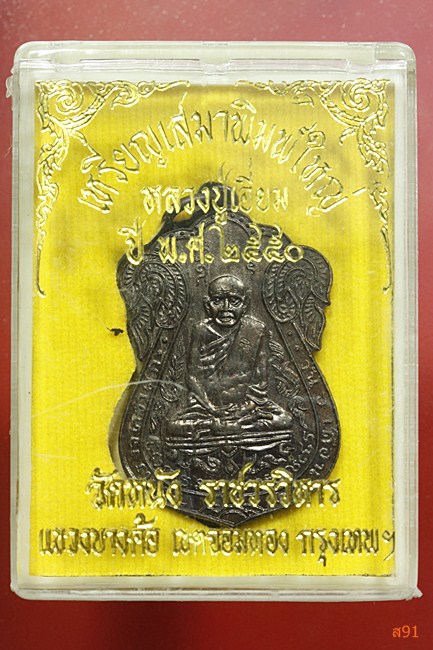 เหรียญเสมาพิมพ์ใหญ่
หลวงปู่เอี่ยม
ปี พ.ศ. ๒๕๕๐
วัดหนัง ราชวรวิหาร
แขวงบางค้อ เขตจอมทอง กรุงเทพฯ
ส91